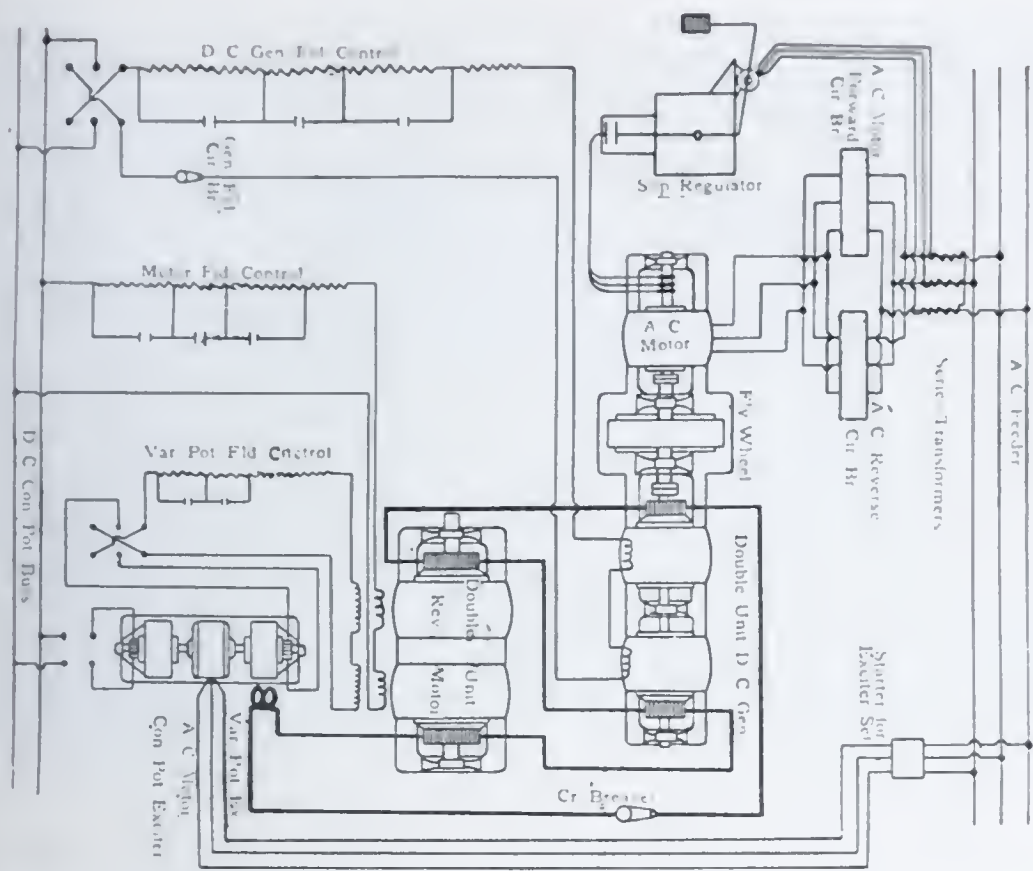 D C Gen Fld Control
Gen Fld
Cir Br
Motor Fld Control
Var Pot Fld Control
D C Con Pot Buss
Slip Regulator
A C Motor
Forward
Cir Br
A C Reverse
Cir Br
Series Transformers
A C Feeder
A C
Motor
Fly Wheel
Double Unit D C Gen
Double
Rev
Unit
Motor
Starter for
Exciter Set
Var Pot Ex
A C Motor
Con Pot Exciter
Cir Breaker